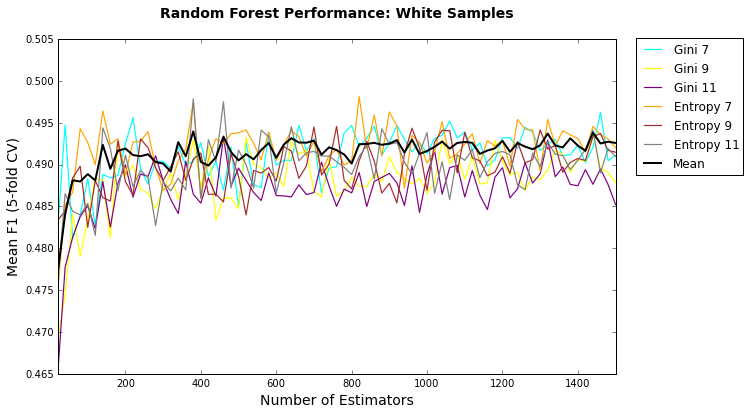 Random Forest Performance: White Samples
0.505
0.500
0.495
0.490
0.485
0.480
0.475
0.470
0.465
Mean F1 (5-fold CV)
200 400 600 800 1000 1200 1400
Number of Estimators
Gini 7
Gini 9
Gini 11
Entropy 7
Entropy 9
Entropy 11
Mean